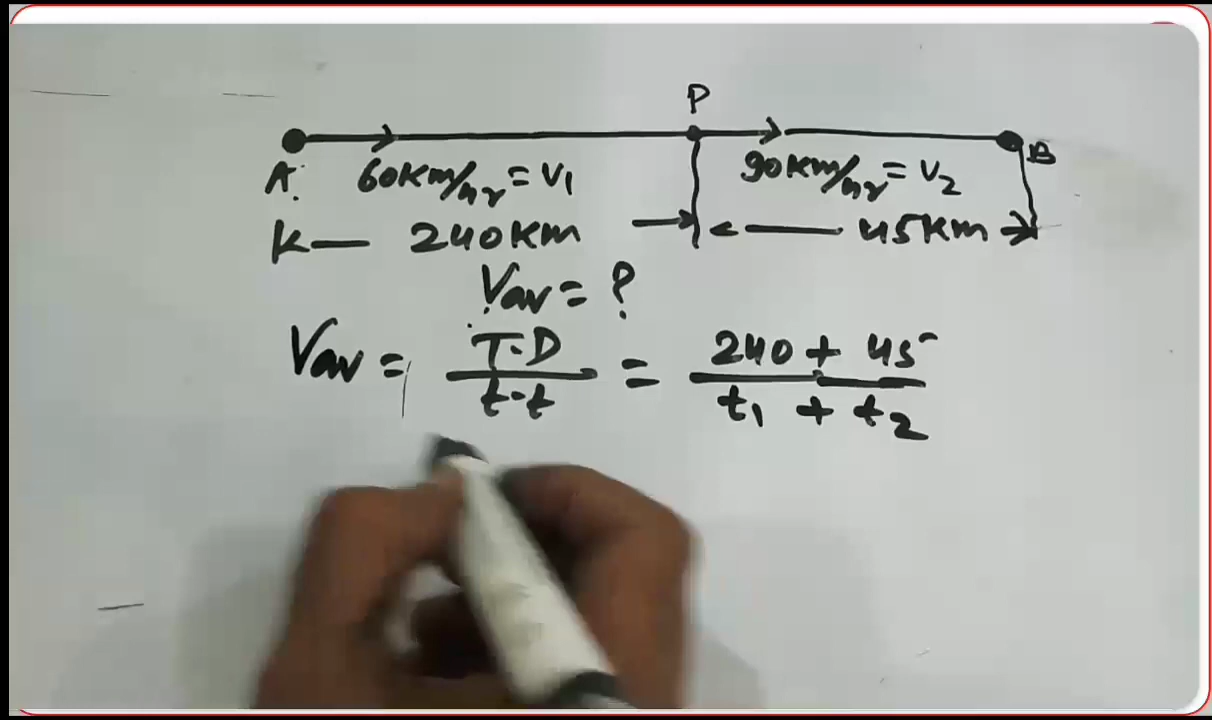 P
A. B
60Km/hr = V1 90Km/hr = V2
K— 240Km → ← — 45Km →
Vav = ?
Vav = T.D / t.t = 240 + 45 / t1 + t2